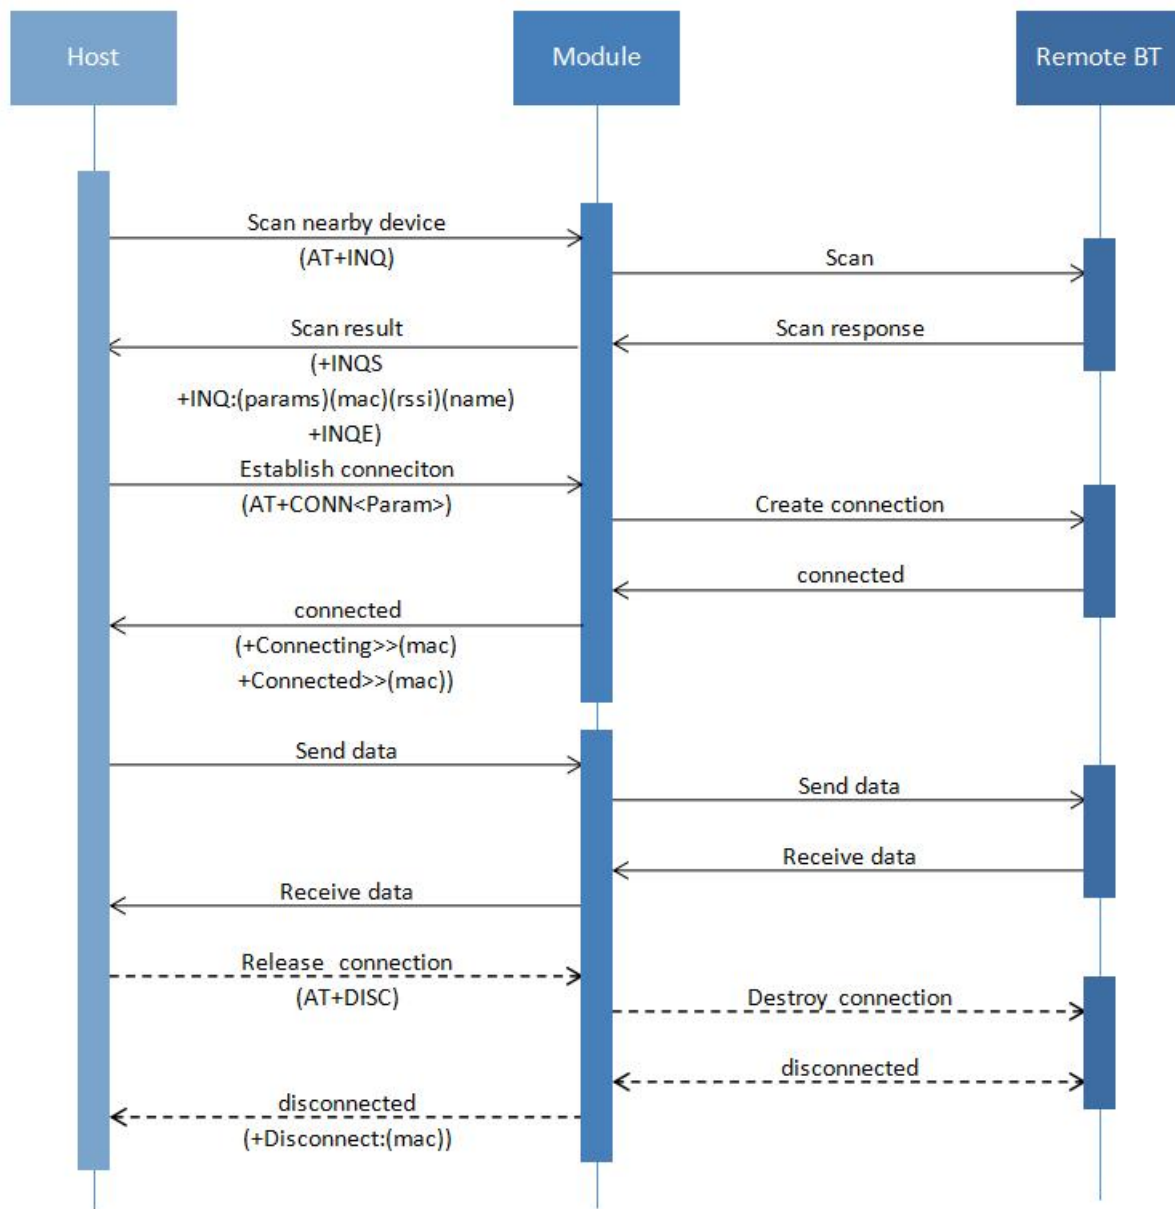 Host
Module
Remote BT
Scan nearby device
(AT+INQ)
Scan
Scan result
Scan response
(+INQS
+INQ:(params)(mac)(rssi)(name)
+INQE)
Establish conneciton
(AT+CONN<Param>)
Create connection
connected
connected
(+Connecting>>(mac)
+Connected>>(mac))
Send data
Send data
Receive data
Receive data
Release connection
(AT+DISC)
Destroy connection
disconnected
disconnected
(+Disconnect:(mac))